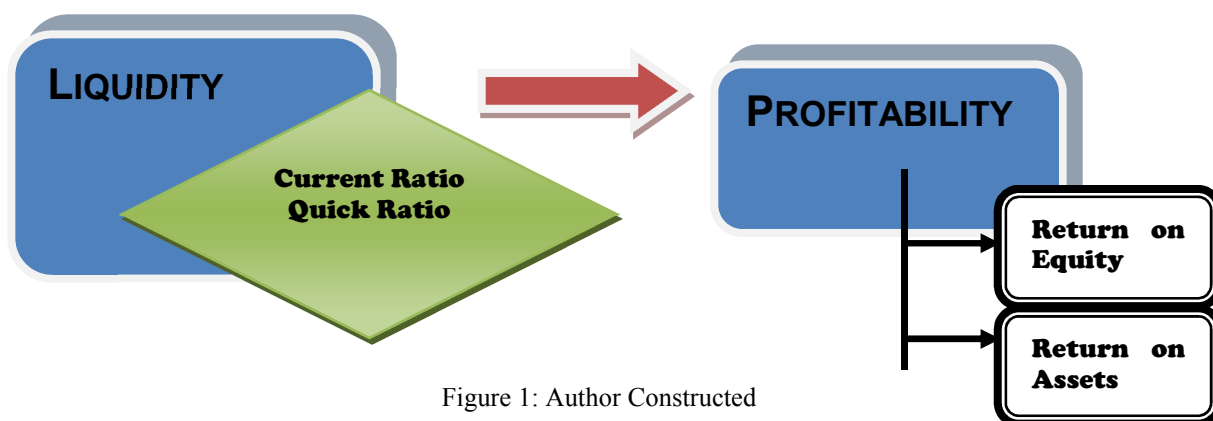 LIQUIDITY
Current Ratio
Quick Ratio
PROFITABILITY
Return on
Equity
Return on
Assets
Figure 1: Author Constructed